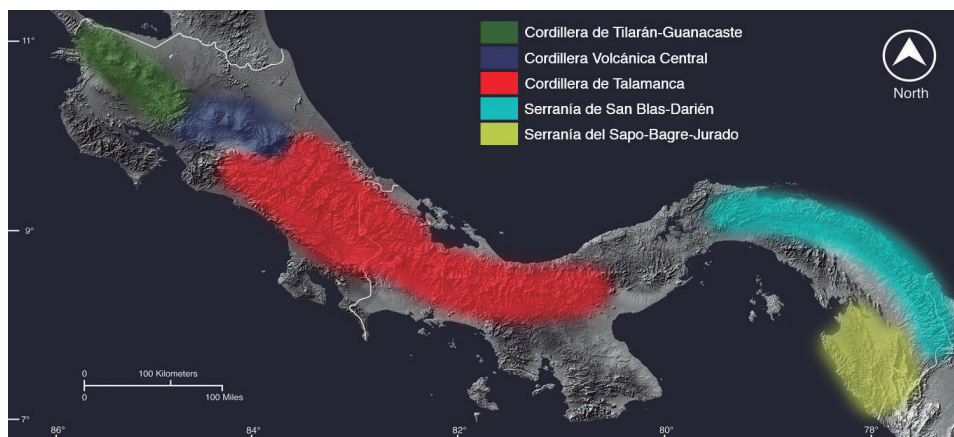 Cordillera de Tilarán-Guanacaste
Cordillera Volcánica Central
Cordillera de Talamanca
Serranía de San Blas-Darién
Serranía del Sapo-Bagre-Jurado
North
11°
9°
7°
0 100 Kilometers
0 100 Miles
86° 84° 82° 80° 78°